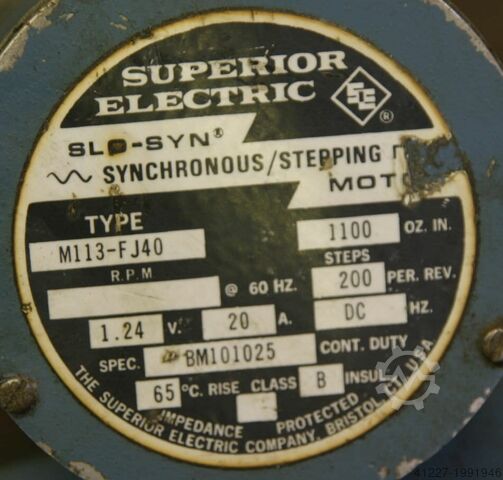 SUPERIOR
ELECTRIC
SE ®
SLO-SYN®
SYNCHRONOUS/STEPPING
TYPE
M113-FJ40 1100 OZ. IN.
R.P.M STEPS
@ 60 HZ. 200 PER. REV.
1.24 V. 20 A. DC HZ.
SPEC. BM101025 CONT. DUTY
65 °C. RISE CLASS B INSUL
IMPEDANCE PROTECTED
THE SUPERIOR ELECTRIC COMPANY, BRISTOL, CT. USA
41227-1991946